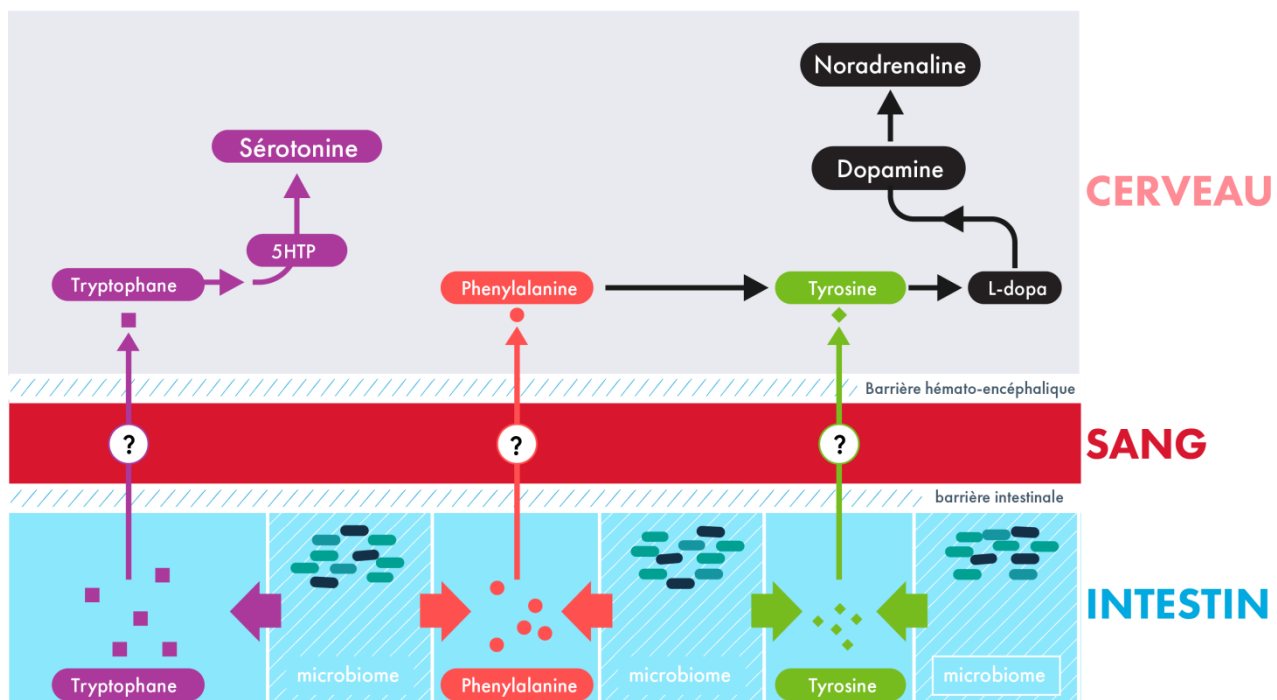 Noradrenaline
Sérotonine
Dopamine
CERVEAU
5HTP
Tryptophane
Phenylalanine
Tyrosine
L-dopa
Barrière hémato-encéphalique
?
?
?
SANG
barrière intestinale
INTESTIN
Tryptophane
microbiome
Phenylalanine
microbiome
Tyrosine
microbiome